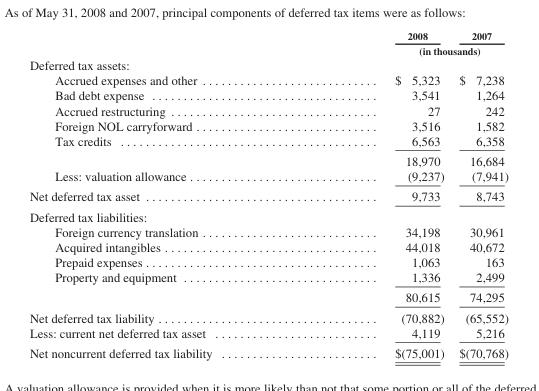 As of May 31, 2008 and 2007, principal components of deferred tax items were as follows:
2008 2007
(in thousands)
Deferred tax assets:
Accrued expenses and other . . . . . . . . . . . . . . . . . . . . . . . . . . . . $ 5,323 $ 7,238
Bad debt expense . . . . . . . . . . . . . . . . . . . . . . . . . . . . . . . . . . . . 3,541 1,264
Accrued restructuring . . . . . . . . . . . . . . . . . . . . . . . . . . . . . . . . . 27 242
Foreign NOL carryforward . . . . . . . . . . . . . . . . . . . . . . . . . . . . . 3,516 1,582
Tax credits . . . . . . . . . . . . . . . . . . . . . . . . . . . . . . . . . . . . . . . . . 6,563 6,358
18,970 16,684
Less: valuation allowance . . . . . . . . . . . . . . . . . . . . . . . . . . . . . . (9,237) (7,941)
Net deferred tax asset . . . . . . . . . . . . . . . . . . . . . . . . . . . . . . . . . . . . . 9,733 8,743
Deferred tax liabilities:
Foreign currency translation . . . . . . . . . . . . . . . . . . . . . . . . . . . . 34,198 30,961
Acquired intangibles . . . . . . . . . . . . . . . . . . . . . . . . . . . . . . . . . . 44,018 40,672
Prepaid expenses . . . . . . . . . . . . . . . . . . . . . . . . . . . . . . . . . . . . . 1,063 163
Property and equipment . . . . . . . . . . . . . . . . . . . . . . . . . . . . . . . 1,336 2,499
80,615 74,295
Net deferred tax liability . . . . . . . . . . . . . . . . . . . . . . . . . . . . . . . . . . . (70,882) (65,552)
Less: current net deferred tax asset . . . . . . . . . . . . . . . . . . . . . . . . . . 4,119 5,216
Net noncurrent deferred tax liability . . . . . . . . . . . . . . . . . . . . . . . . . $(75,001) $(70,768)
A valuation allowance is provided when it is more likely than not that some portion or all of the deferred